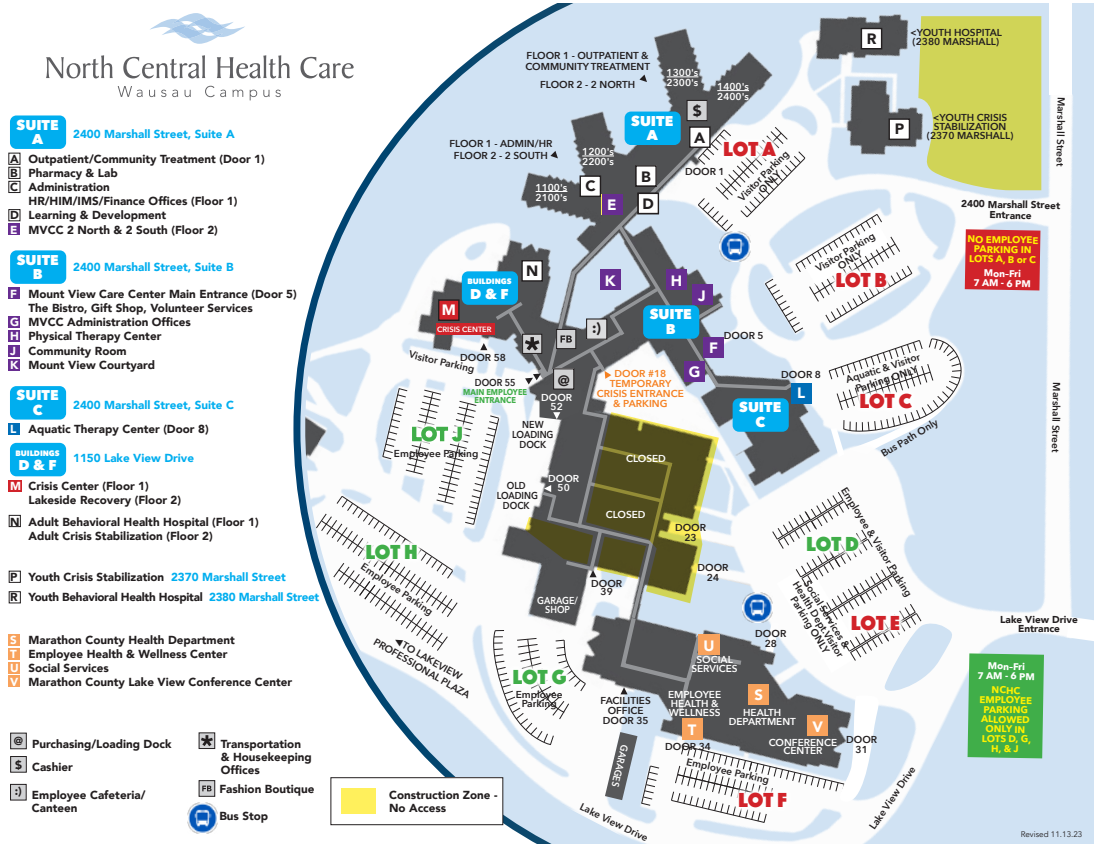 North Central Health Care
Wausau Campus
SUITE
A
2400 Marshall Street, Suite A
A Outpatient/Community Treatment (Door 1)
B Pharmacy & Lab
C Administration
HR/HIM/IMS/Finance Offices (Floor 1)
D Learning & Development
E MVCC 2 North & 2 South (Floor 2)
SUITE
B
2400 Marshall Street, Suite B
F Mount View Care Center Main Entrance (Door 5)
The Bistro, Gift Shop, Volunteer Services
G MVCC Administration Offices
H Physical Therapy Center
J Community Room
K Mount View Courtyard
SUITE
C
2400 Marshall Street, Suite C
L Aquatic Therapy Center (Door 8)
BUILDINGS
D & F
1150 Lake View Drive
M Crisis Center (Floor 1)
Lakeside Recovery (Floor 2)
N Adult Behavioral Health Hospital (Floor 1)
Adult Crisis Stabilization (Floor 2)
P Youth Crisis Stabilization 2370 Marshall Street
R Youth Behavioral Health Hospital 2380 Marshall Street
S Marathon County Health Department
T Employee Health & Wellness Center
U Social Services
V Marathon County Lake View Conference Center
@ Purchasing/Loading Dock
$ Cashier
:) Employee Cafeteria/
Canteen
* Transportation
& Housekeeping
Offices
FB Fashion Boutique
Bus Stop
Construction Zone -
No Access
FLOOR 1 - OUTPATIENT &
COMMUNITY TREATMENT
FLOOR 2 - 2 NORTH
1300's
2300's
1400's
2400's
$
SUITE
A
A
DOOR 1
LOT A
Visitor Parking
ONLY
FLOOR 1 - ADMIN/HR
FLOOR 2 - 2 SOUTH
1200's
2200's
1100's
2100's
B
C
D
E
R
<YOUTH HOSPITAL
(2380 MARSHALL)
P
<YOUTH CRISIS
STABILIZATION
(2370 MARSHALL)
Marshall Street
2400 Marshall Street
Entrance
NO EMPLOYEE
PARKING IN
LOTS A, B or C
Mon-Fri
7 AM - 6 PM
Visitor Parking
ONLY
LOT B
N
BUILDINGS
D & F
M
CRISIS CENTER
K
H
J
SUITE
B
F
DOOR 5
G
*
FB
:)
@
Visitor Parking
DOOR 58
DOOR 55
MAIN EMPLOYEE
ENTRANCE
DOOR
52
NEW
LOADING
DOCK
DOOR #18
TEMPORARY
CRISIS ENTRANCE
& PARKING
DOOR 8
L
SUITE
C
Aquatic & Visitor
Parking ONLY
LOT C
Bus Path Only
Marshall Street
LOT J
Employee Parking
CLOSED
CLOSED
OLD
LOADING
DOCK
DOOR
50
DOOR
23
DOOR
24
DOOR
39
GARAGE/
SHOP
LOT H
Employee Parking
TO LAKEVIEW
PROFESSIONAL PLAZA
LOT D
Employee & Visitor Parking
Social Services &
Health Dept. Visitor
Parking ONLY
LOT E
Lake View Drive
Entrance
Mon-Fri
7 AM - 6 PM
NCHC
EMPLOYEE
PARKING
ALLOWED
ONLY IN
LOTS D, G,
H, & J
LOT G
Employee
Parking
DOOR
28
U
SOCIAL
SERVICES
FACILITIES
OFFICE
DOOR 35
EMPLOYEE
HEALTH &
WELLNESS
S
HEALTH
DEPARTMENT
T
DOOR 34
V
CONFERENCE
CENTER
DOOR
31
GARAGES
Employee Parking
LOT F
Lake View Drive
Lake View Drive
Revised 11.13.23